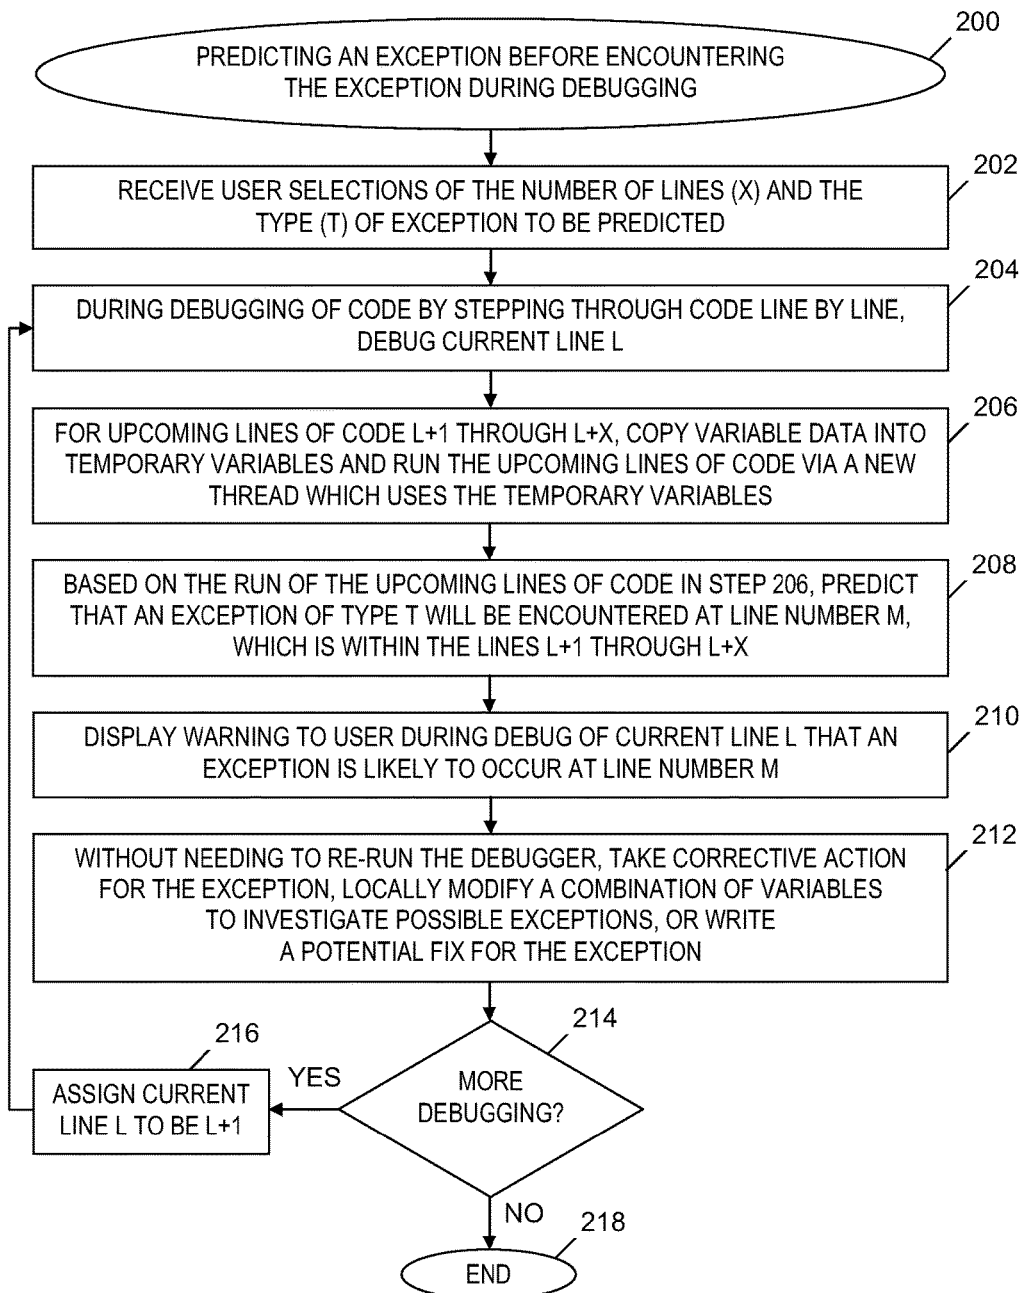 200
PREDICTING AN EXCEPTION BEFORE ENCOUNTERING
THE EXCEPTION DURING DEBUGGING
202
RECEIVE USER SELECTIONS OF THE NUMBER OF LINES (X) AND THE
TYPE (T) OF EXCEPTION TO BE PREDICTED
204
DURING DEBUGGING OF CODE BY STEPPING THROUGH CODE LINE BY LINE,
DEBUG CURRENT LINE L
206
FOR UPCOMING LINES OF CODE L+1 THROUGH L+X, COPY VARIABLE DATA INTO
TEMPORARY VARIABLES AND RUN THE UPCOMING LINES OF CODE VIA A NEW
THREAD WHICH USES THE TEMPORARY VARIABLES
208
BASED ON THE RUN OF THE UPCOMING LINES OF CODE IN STEP 206, PREDICT
THAT AN EXCEPTION OF TYPE T WILL BE ENCOUNTERED AT LINE NUMBER M,
WHICH IS WITHIN THE LINES L+1 THROUGH L+X
210
DISPLAY WARNING TO USER DURING DEBUG OF CURRENT LINE L THAT AN
EXCEPTION IS LIKELY TO OCCUR AT LINE NUMBER M
212
WITHOUT NEEDING TO RE-RUN THE DEBUGGER, TAKE CORRECTIVE ACTION
FOR THE EXCEPTION, LOCALLY MODIFY A COMBINATION OF VARIABLES
TO INVESTIGATE POSSIBLE EXCEPTIONS, OR WRITE
A POTENTIAL FIX FOR THE EXCEPTION
214
MORE
DEBUGGING?
YES
216
ASSIGN CURRENT
LINE L TO BE L+1
NO
218
END